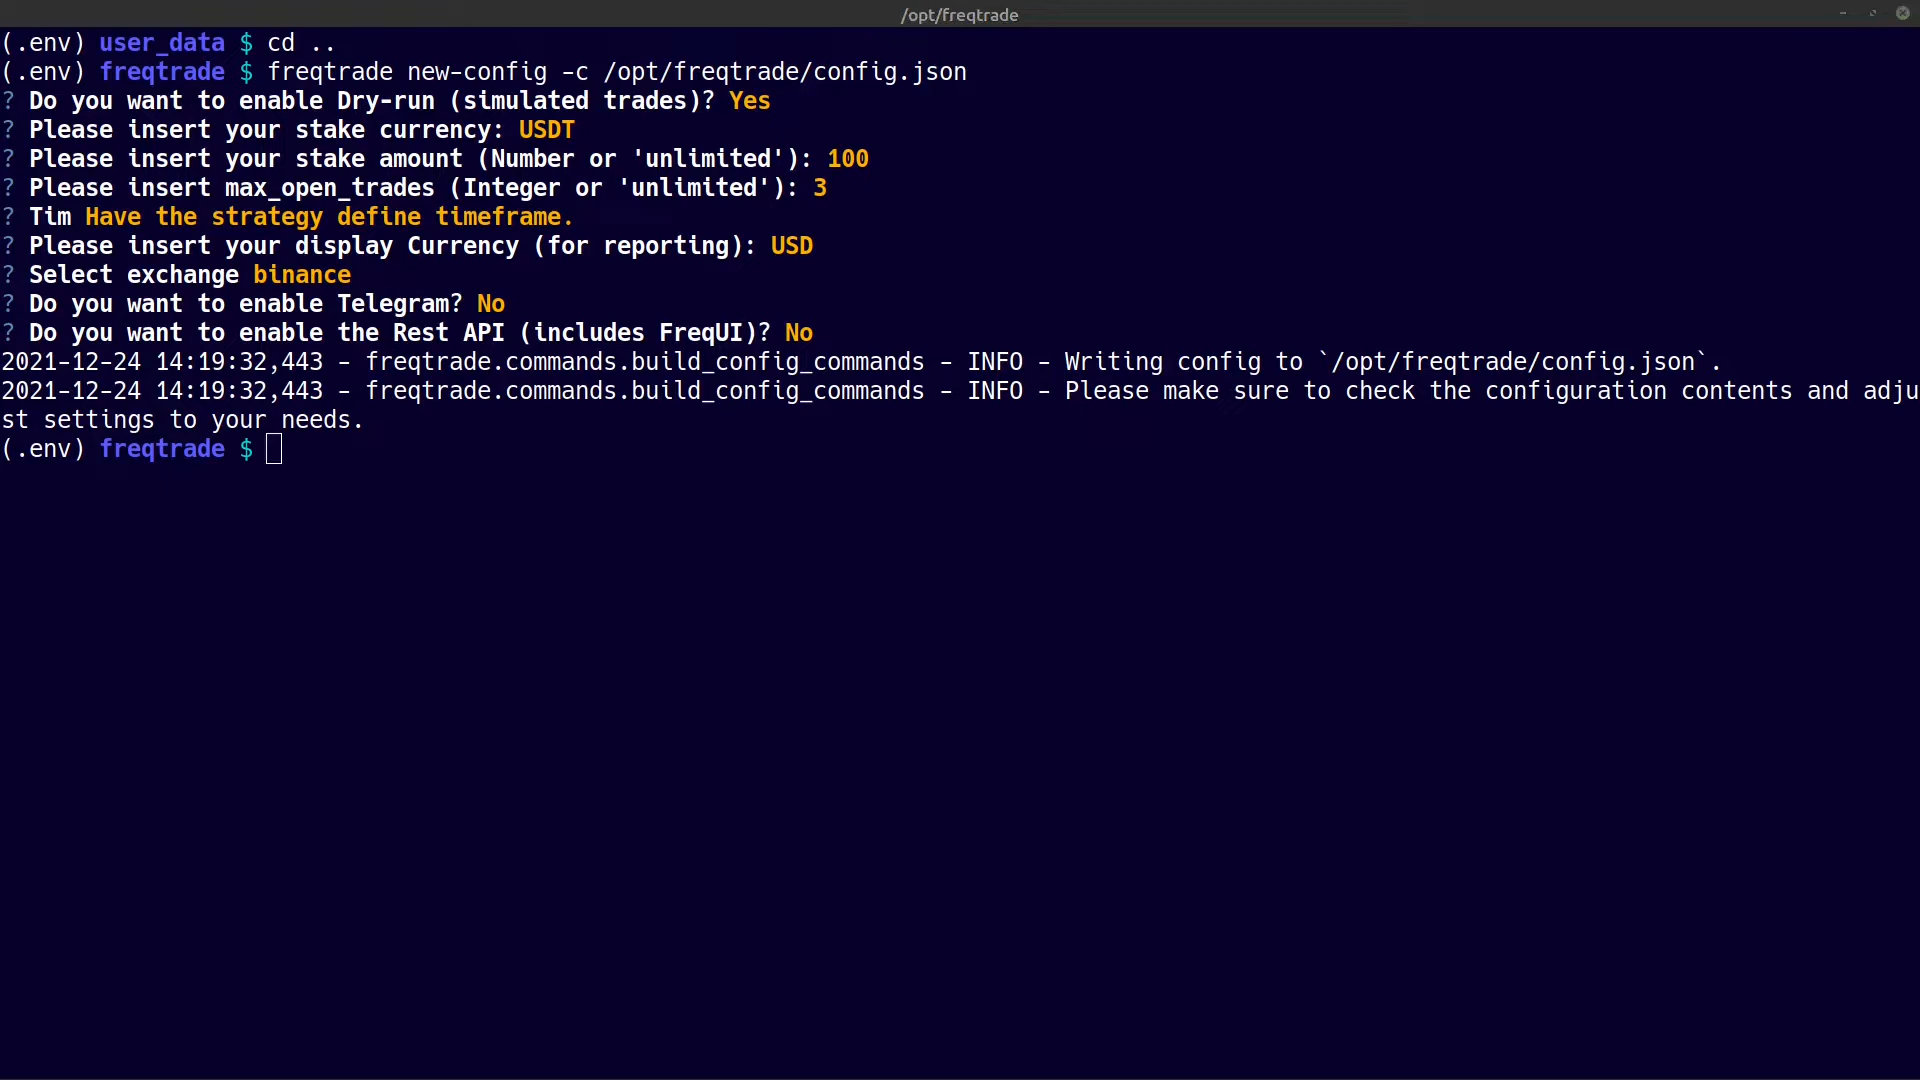 /opt/freqtrade
(.env) user_data $ cd ..
(.env) freqtrade $ freqtrade new-config -c /opt/freqtrade/config.json
? Do you want to enable Dry-run (simulated trades)? Yes
? Please insert your stake currency: USDT
? Please insert your stake amount (Number or 'unlimited'): 100
? Please insert max_open_trades (Integer or 'unlimited'): 3
? Tim Have the strategy define timeframe.
? Please insert your display Currency (for reporting): USD
? Select exchange binance
? Do you want to enable Telegram? No
? Do you want to enable the Rest API (includes FreqUI)? No
2021-12-24 14:19:32,443 - freqtrade.commands.build_config_commands - INFO - Writing config to `/opt/freqtrade/config.json`.
2021-12-24 14:19:32,443 - freqtrade.commands.build_config_commands - INFO - Please make sure to check the configuration contents and adju
st settings to your needs.
(.env) freqtrade $